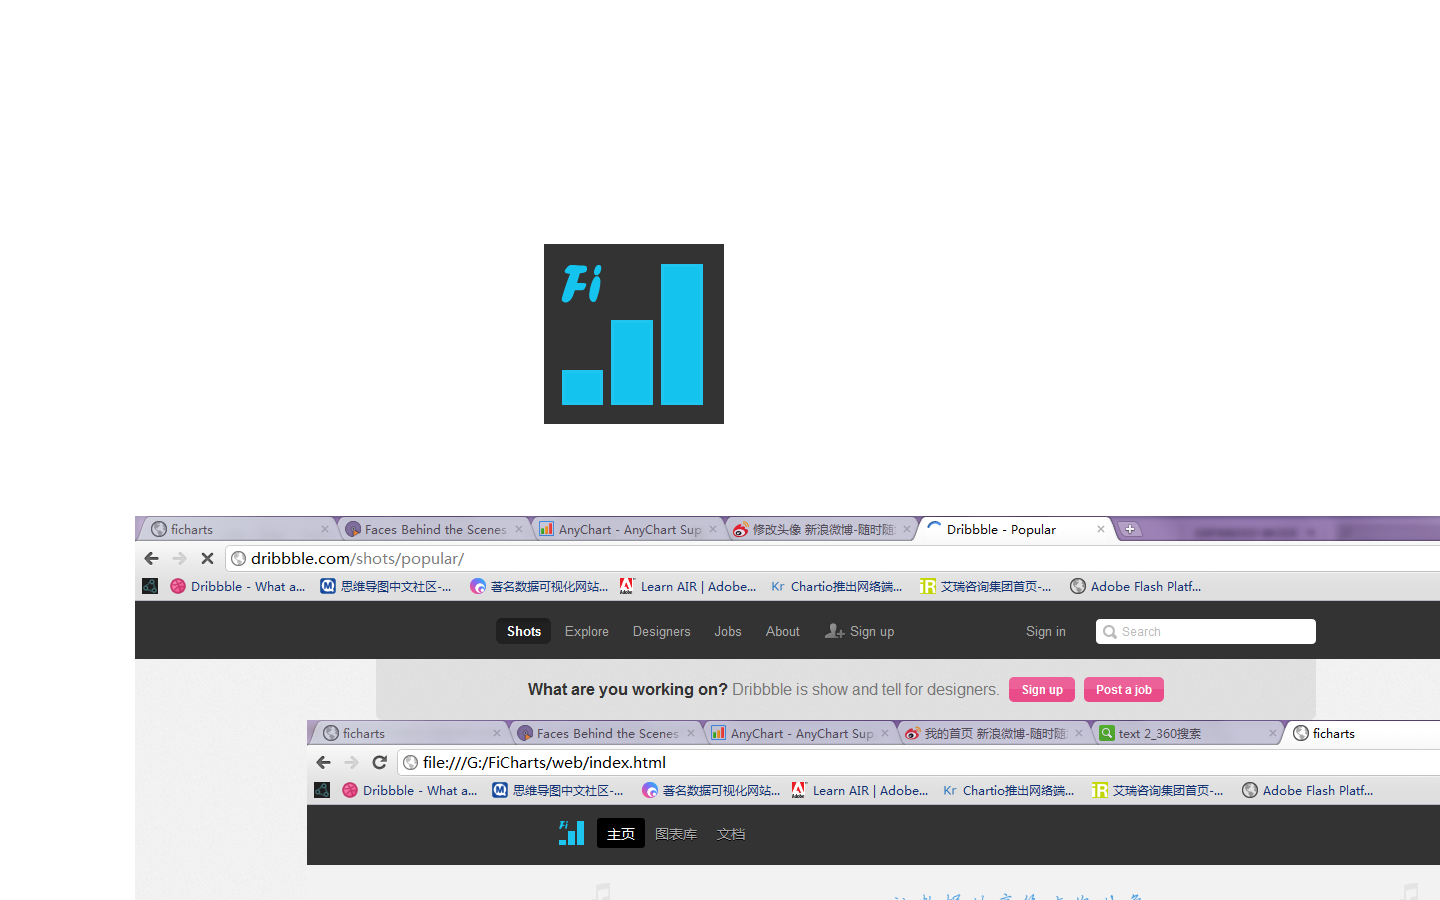 Fi
ficharts
Faces Behind the Scenes
AnyChart - AnyChart Sup
修改头像 新浪微博-随时随
Dribbble - Popular
dribbble.com/shots/popular/
Dribbble - What a...
思维导图中文社区-...
著名数据可视化网站...
Learn AIR | Adobe...
Kr Chartio推出网络端...
iR 艾瑞咨询集团首页-...
Adobe Flash Platf...
Shots
Explore
Designers
Jobs
About
Sign up
Sign in
Search
What are you working on? Dribbble is show and tell for designers.
Sign up
Post a job
ficharts
Faces Behind the Scenes
AnyChart - AnyChart Sup
我的首页 新浪微博-随时随
text 2_360搜索
ficharts
file:///G:/FiCharts/web/index.html
Dribbble - What a...
思维导图中文社区-...
著名数据可视化网站...
Learn AIR | Adobe...
Kr Chartio推出网络端...
iR 艾瑞咨询集团首页-...
Adobe Flash Platf...
Fi
主页
图表库
文档